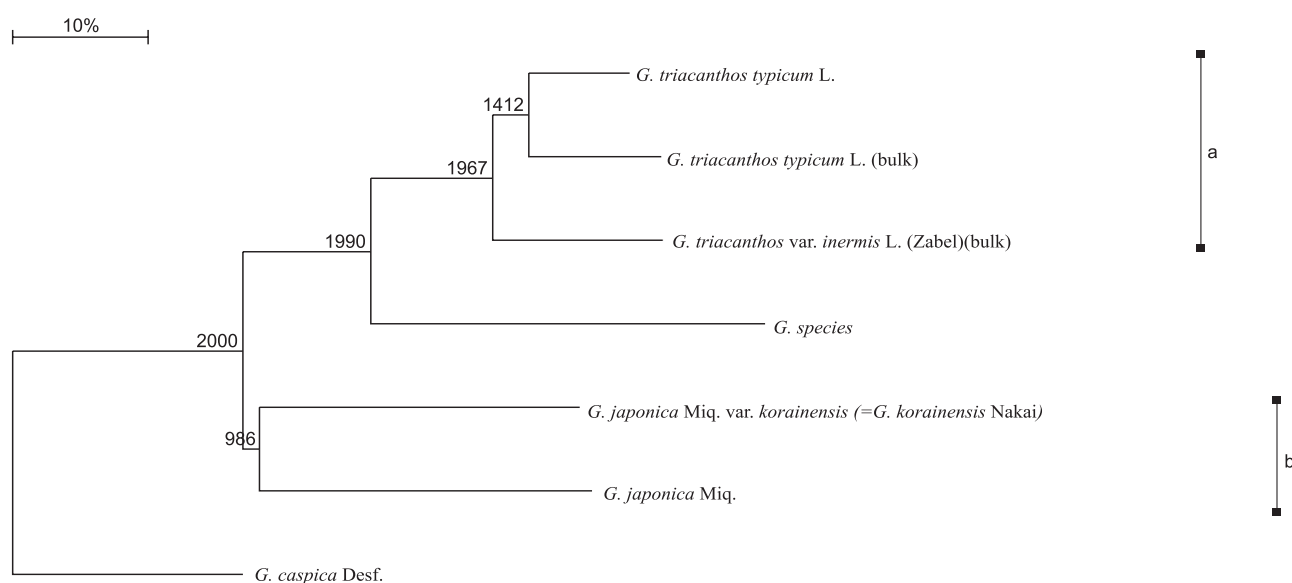 10%
G. triacanthos typicum L.
1412
a
G. triacanthos typicum L. (bulk)
1967
G. triacanthos var. inermis L. (Zabel)(bulk)
1990
G. species
2000
G. japonica Miq. var. korainensis (=G. korainensis Nakai)
986
b
G. japonica Miq.
G. caspica Desf.